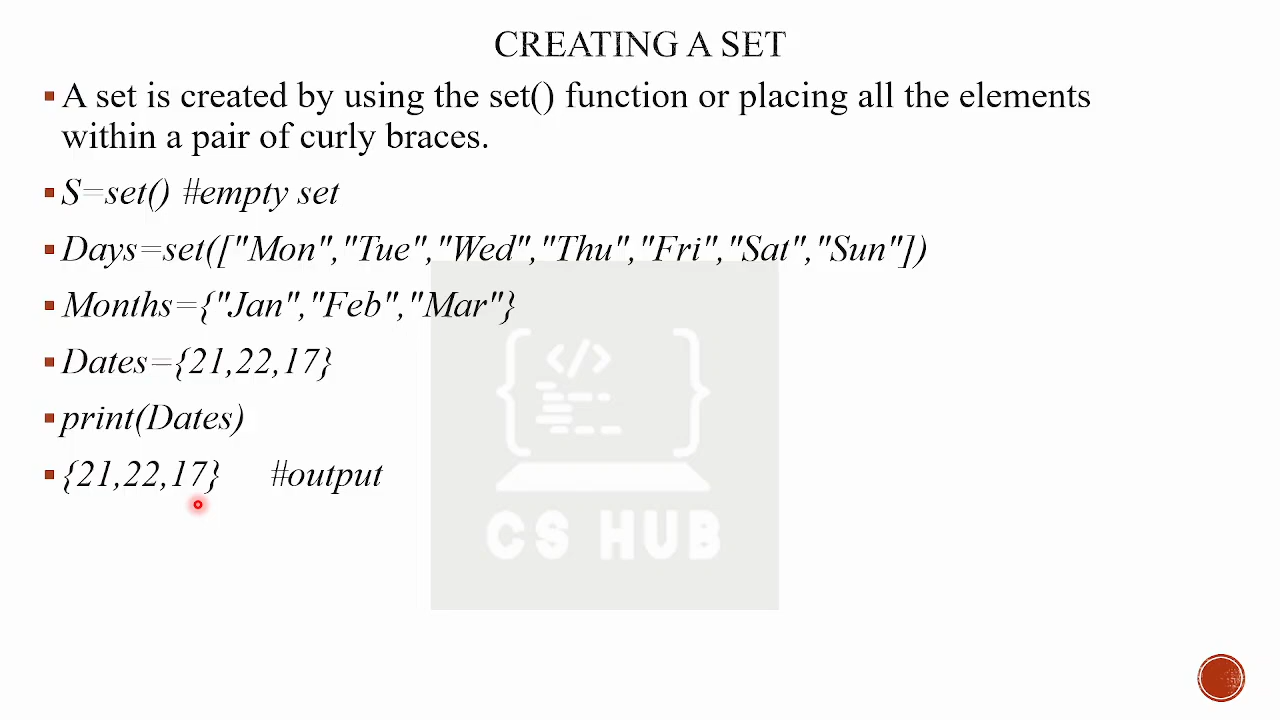 CREATING A SET
A set is created by using the set() function or placing all the elements
within a pair of curly braces.
S=set() #empty set
Days=set(["Mon","Tue","Wed","Thu","Fri","Sat","Sun"])
Months={"Jan","Feb","Mar"}
Dates={21,22,17}
print(Dates)
{21,22,17} #output
</>
CS HUB